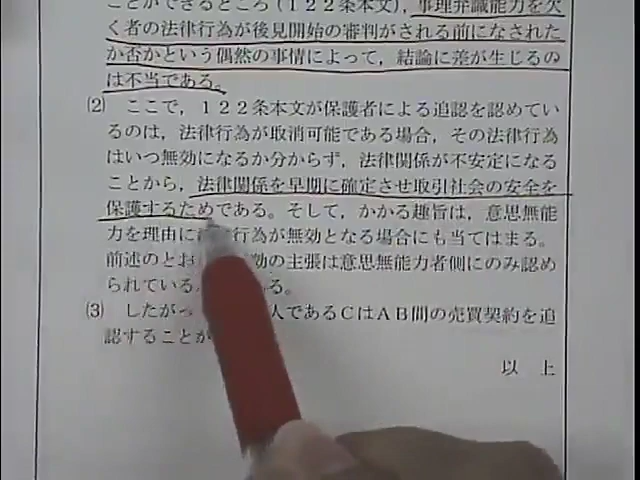 ことができるところ(122条本文),事理弁識能力を欠
く者の法律行為が後見開始の審判がされる前になされた
か否かという偶然の事情によって,結論に差が生じるの
は不当である。
⑵ ここで,122条本文が保護者による追認を認めてい
るのは,法律行為が取消可能である場合,その法律行為
はいつ無効になるか分からず,法律関係が不安定になる
ことから,法律関係を早期に確定させ取引社会の安全を
保護するためである。そして,かかる趣旨は,意思無能
力を理由に 行為が無効となる場合にも当てはまる。
前述のとお 効の主張は意思無能力者側にのみ認め
られている る。
⑶ したがっ 人であるCはAB間の売買契約を追
認することが
以 上